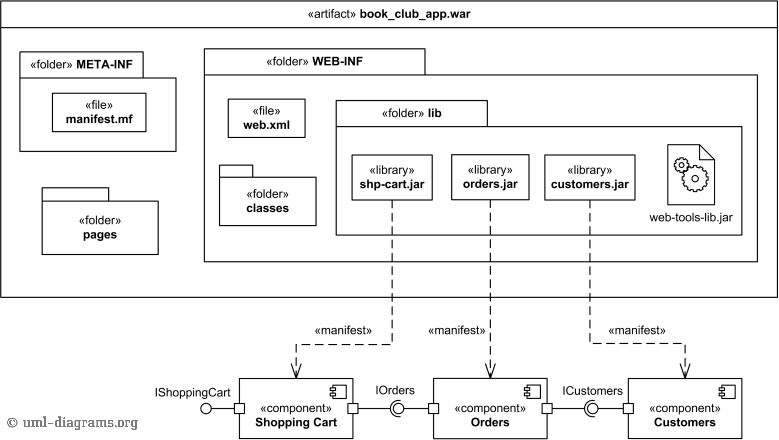 «artifact» book_club_app.war
«folder» META-INF
«file»
manifest.mf
«folder»
pages
«folder» WEB-INF
«file»
web.xml
«folder»
classes
«folder» lib
«library»
shp-cart.jar
«library»
orders.jar
«library»
customers.jar
web-tools-lib.jar
«manifest»
«manifest»
«manifest»
IShoppingCart
«component»
Shopping Cart
IOrders
«component»
Orders
ICustomers
«component»
Customers
© uml-diagrams.org